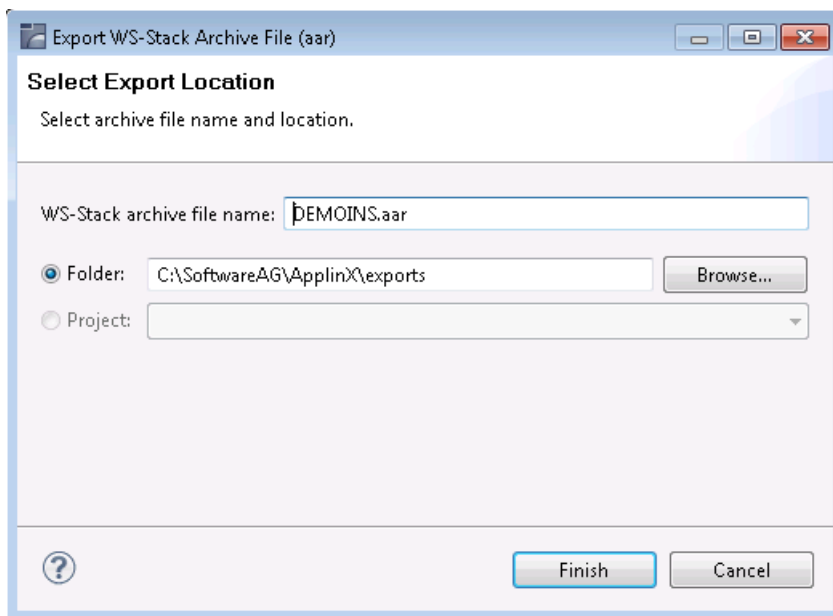 Export WS-Stack Archive File (aar)
Select Export Location
Select archive file name and location.
WS-Stack archive file name: DEMOINS.aar
Folder: C:\SoftwareAG\ApplinX\exports Browse...
Project:
? Finish Cancel